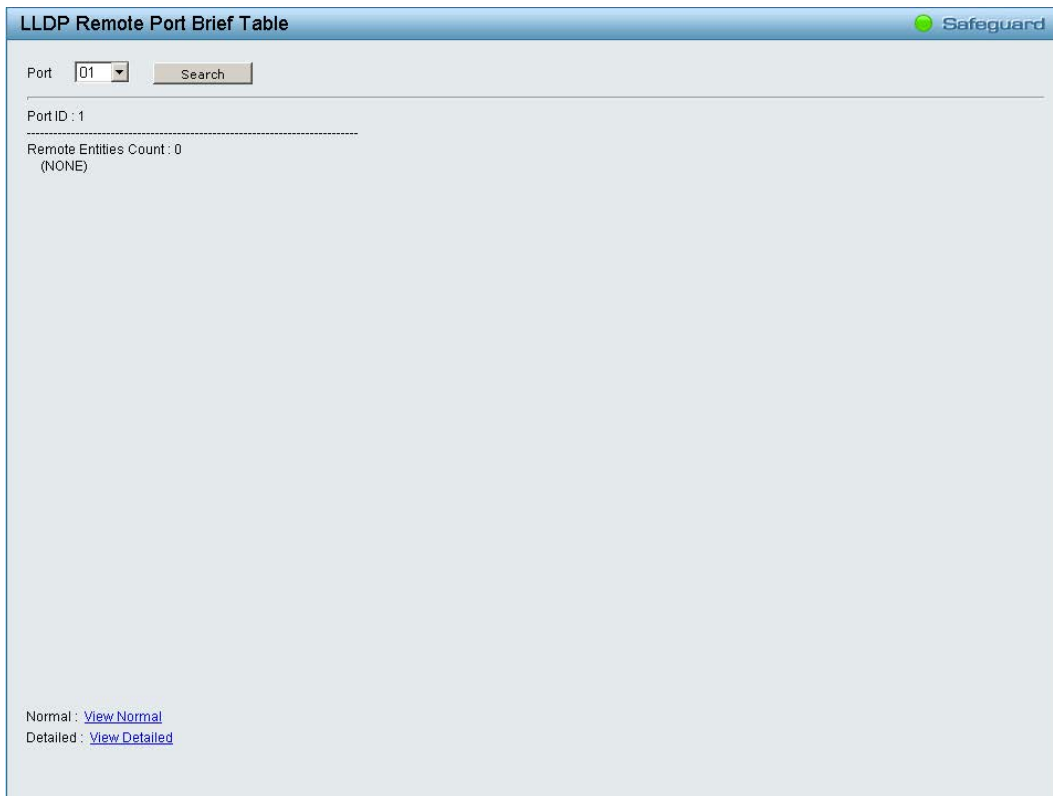 LLDP Remote Port Brief Table
Safeguard
Port 01 Search
Port ID : 1
--------------------------------------------------------------------------
Remote Entities Count : 0
(NONE)
Normal : View Normal
Detailed : View Detailed